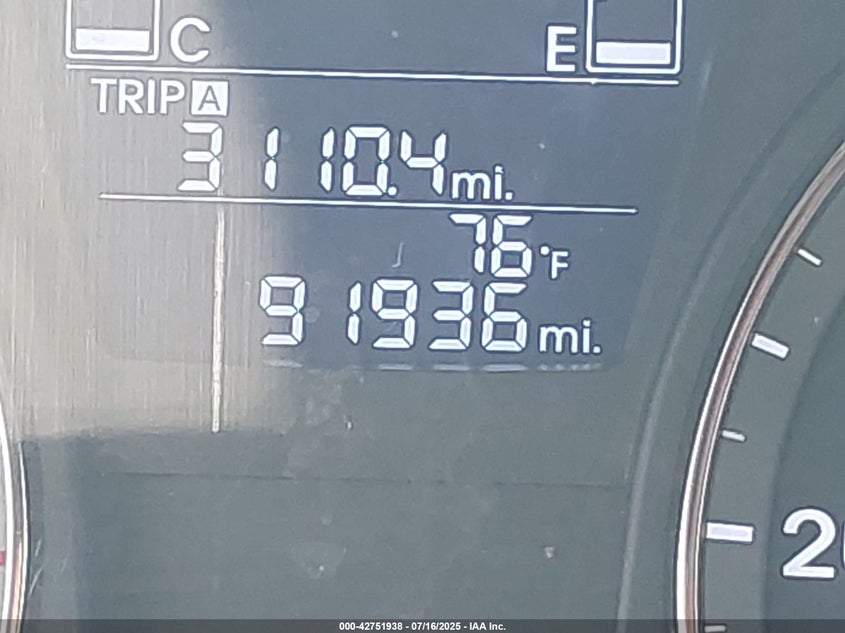 C E
TRIP A
3110.4 mi.
76°F
91936 mi.
20
000-42751938 - 07/16/2025 - IAA Inc.